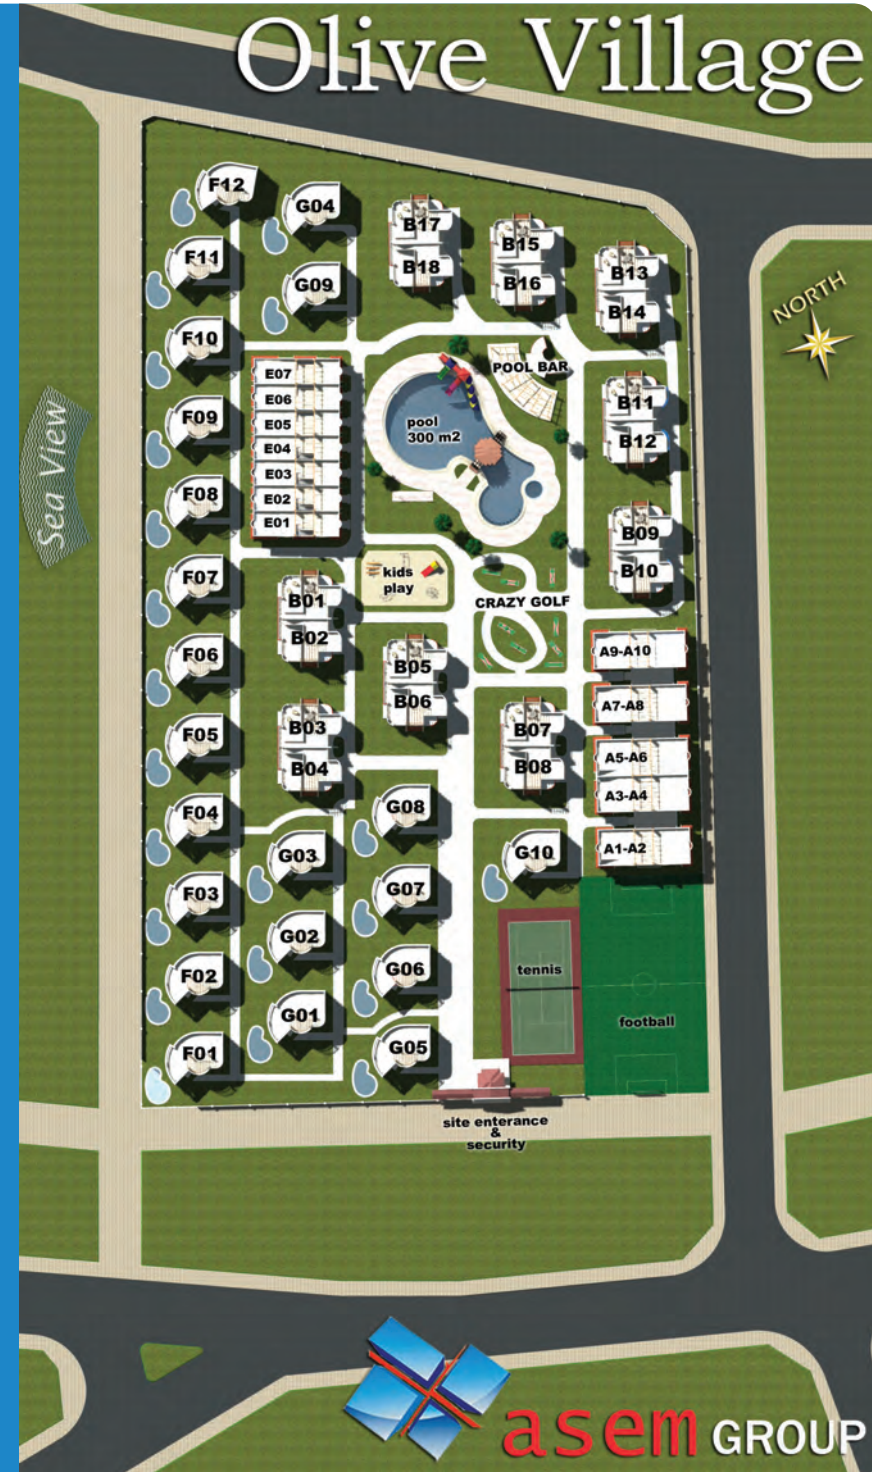 Olive Village
F12
G04
B17
B15
F11
B18
B13
G09
B16
NORTH
B14
F10
POOL BAR
E07
E06
B11
F09
E05
pool
300 m2
B12
Sea View
E04
E03
F08
E02
E01
B09
F07
kids
play
B10
B01
CRAZY GOLF
B02
F06
A9-A10
B05
B06
A7-A8
F05
B03
B07
A5-A6
B04
B08
A3-A4
F04
G08
A1-A2
G03
G10
F03
G07
G02
F02
G06
tennis
G01
football
F01
G05
site enterance
&
security
asem GROUP